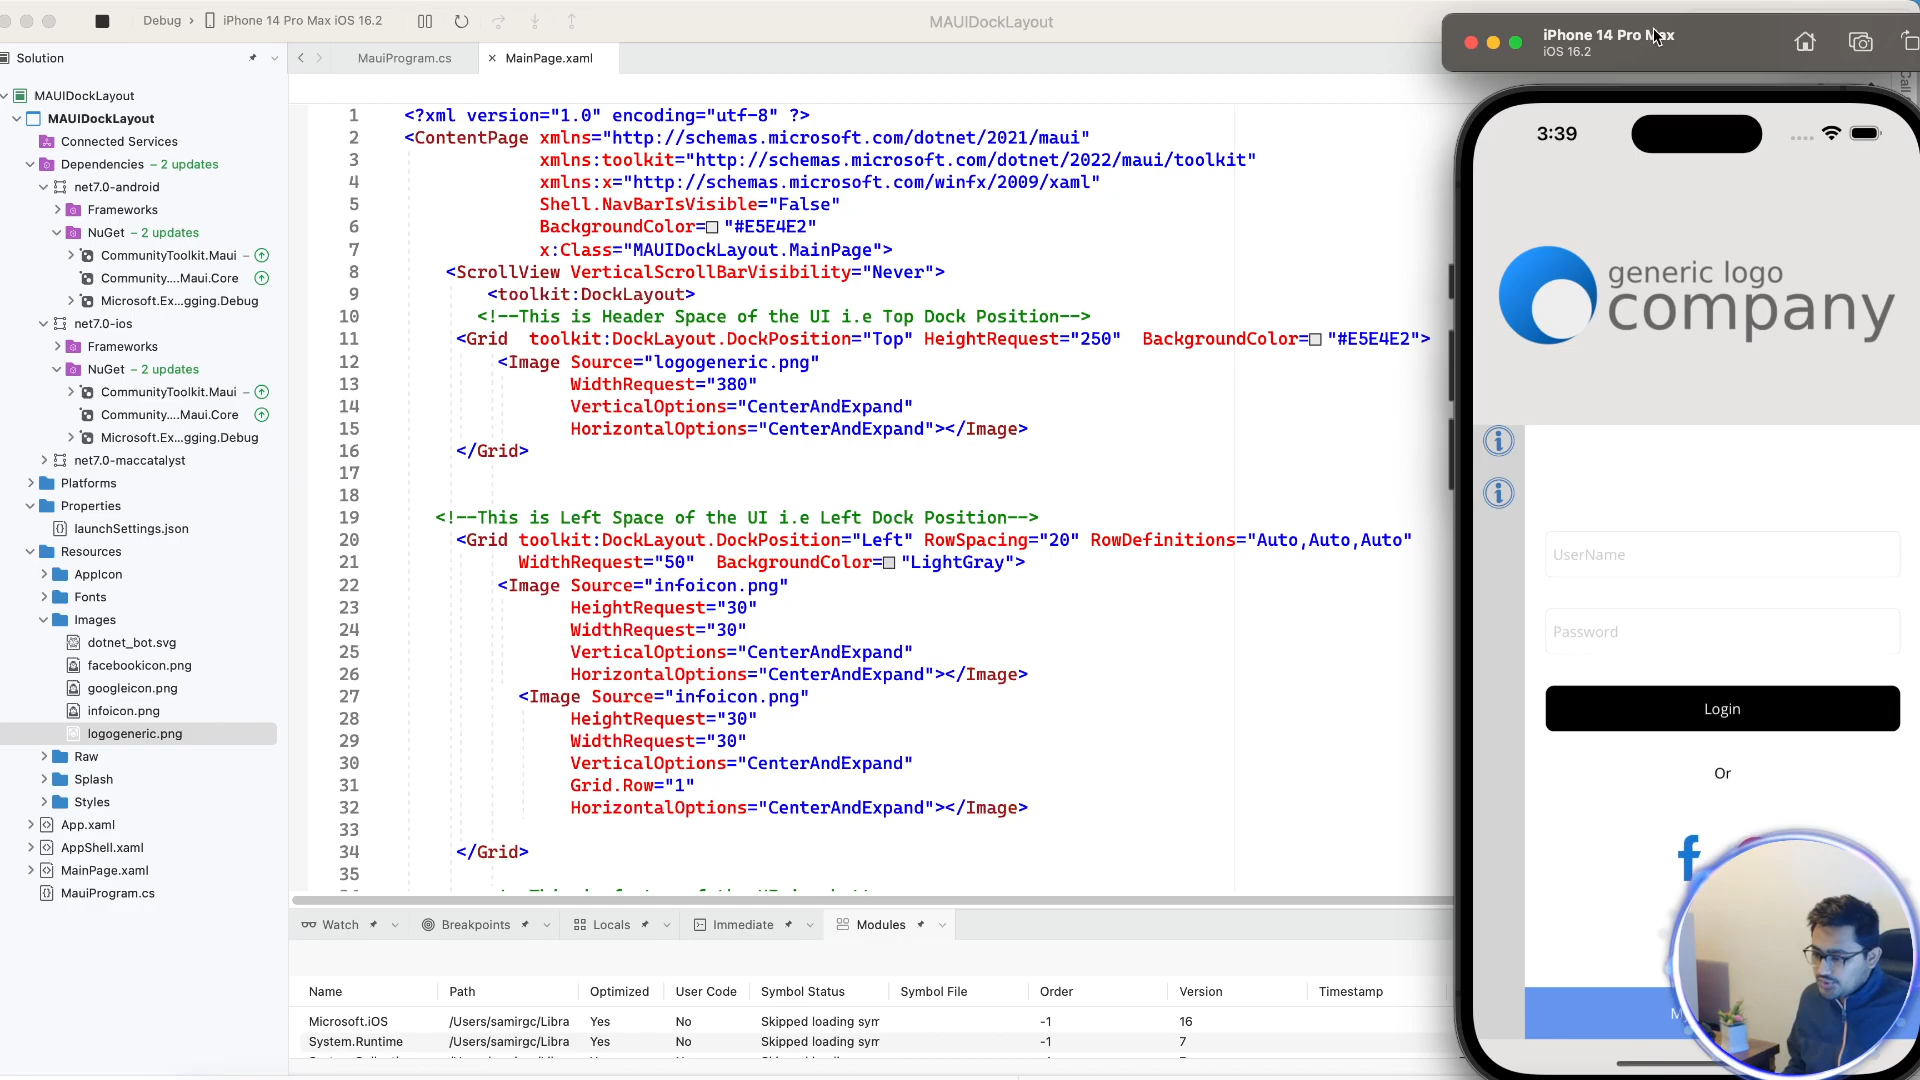 Debug › iPhone 14 Pro Max iOS 16.2
MAUIDockLayout
iPhone 14 Pro Max
iOS 16.2
Solution
MauiProgram.cs
MainPage.xaml
MAUIDockLayout
MAUIDockLayout
Connected Services
Dependencies – 2 updates
net7.0-android
Frameworks
NuGet – 2 updates
CommunityToolkit.Maui –
Community....Maui.Core
Microsoft.Ex...gging.Debug
net7.0-ios
Frameworks
NuGet – 2 updates
CommunityToolkit.Maui –
Community....Maui.Core
Microsoft.Ex...gging.Debug
net7.0-maccatalyst
Platforms
Properties
launchSettings.json
Resources
AppIcon
Fonts
Images
dotnet_bot.svg
facebookicon.png
googleicon.png
infoicon.png
logogeneric.png
Raw
Splash
Styles
App.xaml
AppShell.xaml
MainPage.xaml
MauiProgram.cs
1 <?xml version="1.0" encoding="utf-8" ?>
2 <ContentPage xmlns="http://schemas.microsoft.com/dotnet/2021/maui"
3 xmlns:toolkit="http://schemas.microsoft.com/dotnet/2022/maui/toolkit"
4 xmlns:x="http://schemas.microsoft.com/winfx/2009/xaml"
5 Shell.NavBarIsVisible="False"
6 BackgroundColor="#E5E4E2"
7 x:Class="MAUIDockLayout.MainPage">
8 <ScrollView VerticalScrollBarVisibility="Never">
9 <toolkit:DockLayout>
10 <!--This is Header Space of the UI i.e Top Dock Position-->
11 <Grid toolkit:DockLayout.DockPosition="Top" HeightRequest="250" BackgroundColor="#E5E4E2">
12 <Image Source="logogeneric.png"
13 WidthRequest="380"
14 VerticalOptions="CenterAndExpand"
15 HorizontalOptions="CenterAndExpand"></Image>
16 </Grid>
17
18
19 <!--This is Left Space of the UI i.e Left Dock Position-->
20 <Grid toolkit:DockLayout.DockPosition="Left" RowSpacing="20" RowDefinitions="Auto,Auto,Auto"
21 WidthRequest="50" BackgroundColor="LightGray">
22 <Image Source="infoicon.png"
23 HeightRequest="30"
24 WidthRequest="30"
25 VerticalOptions="CenterAndExpand"
26 HorizontalOptions="CenterAndExpand"></Image>
27 <Image Source="infoicon.png"
28 HeightRequest="30"
29 WidthRequest="30"
30 VerticalOptions="CenterAndExpand"
31 Grid.Row="1"
32 HorizontalOptions="CenterAndExpand"></Image>
33
34 </Grid>
35
3:39
generic logo
company
UserName
Password
Login
Or
Watch
Breakpoints
Locals
Immediate
Modules
Name Path Optimized User Code Symbol Status Symbol File Order Version Timestamp
Microsoft.iOS /Users/samirgc/Libra Yes No Skipped loading sym -1 16
System.Runtime /Users/samirgc/Libra Yes No Skipped loading sym -1 7